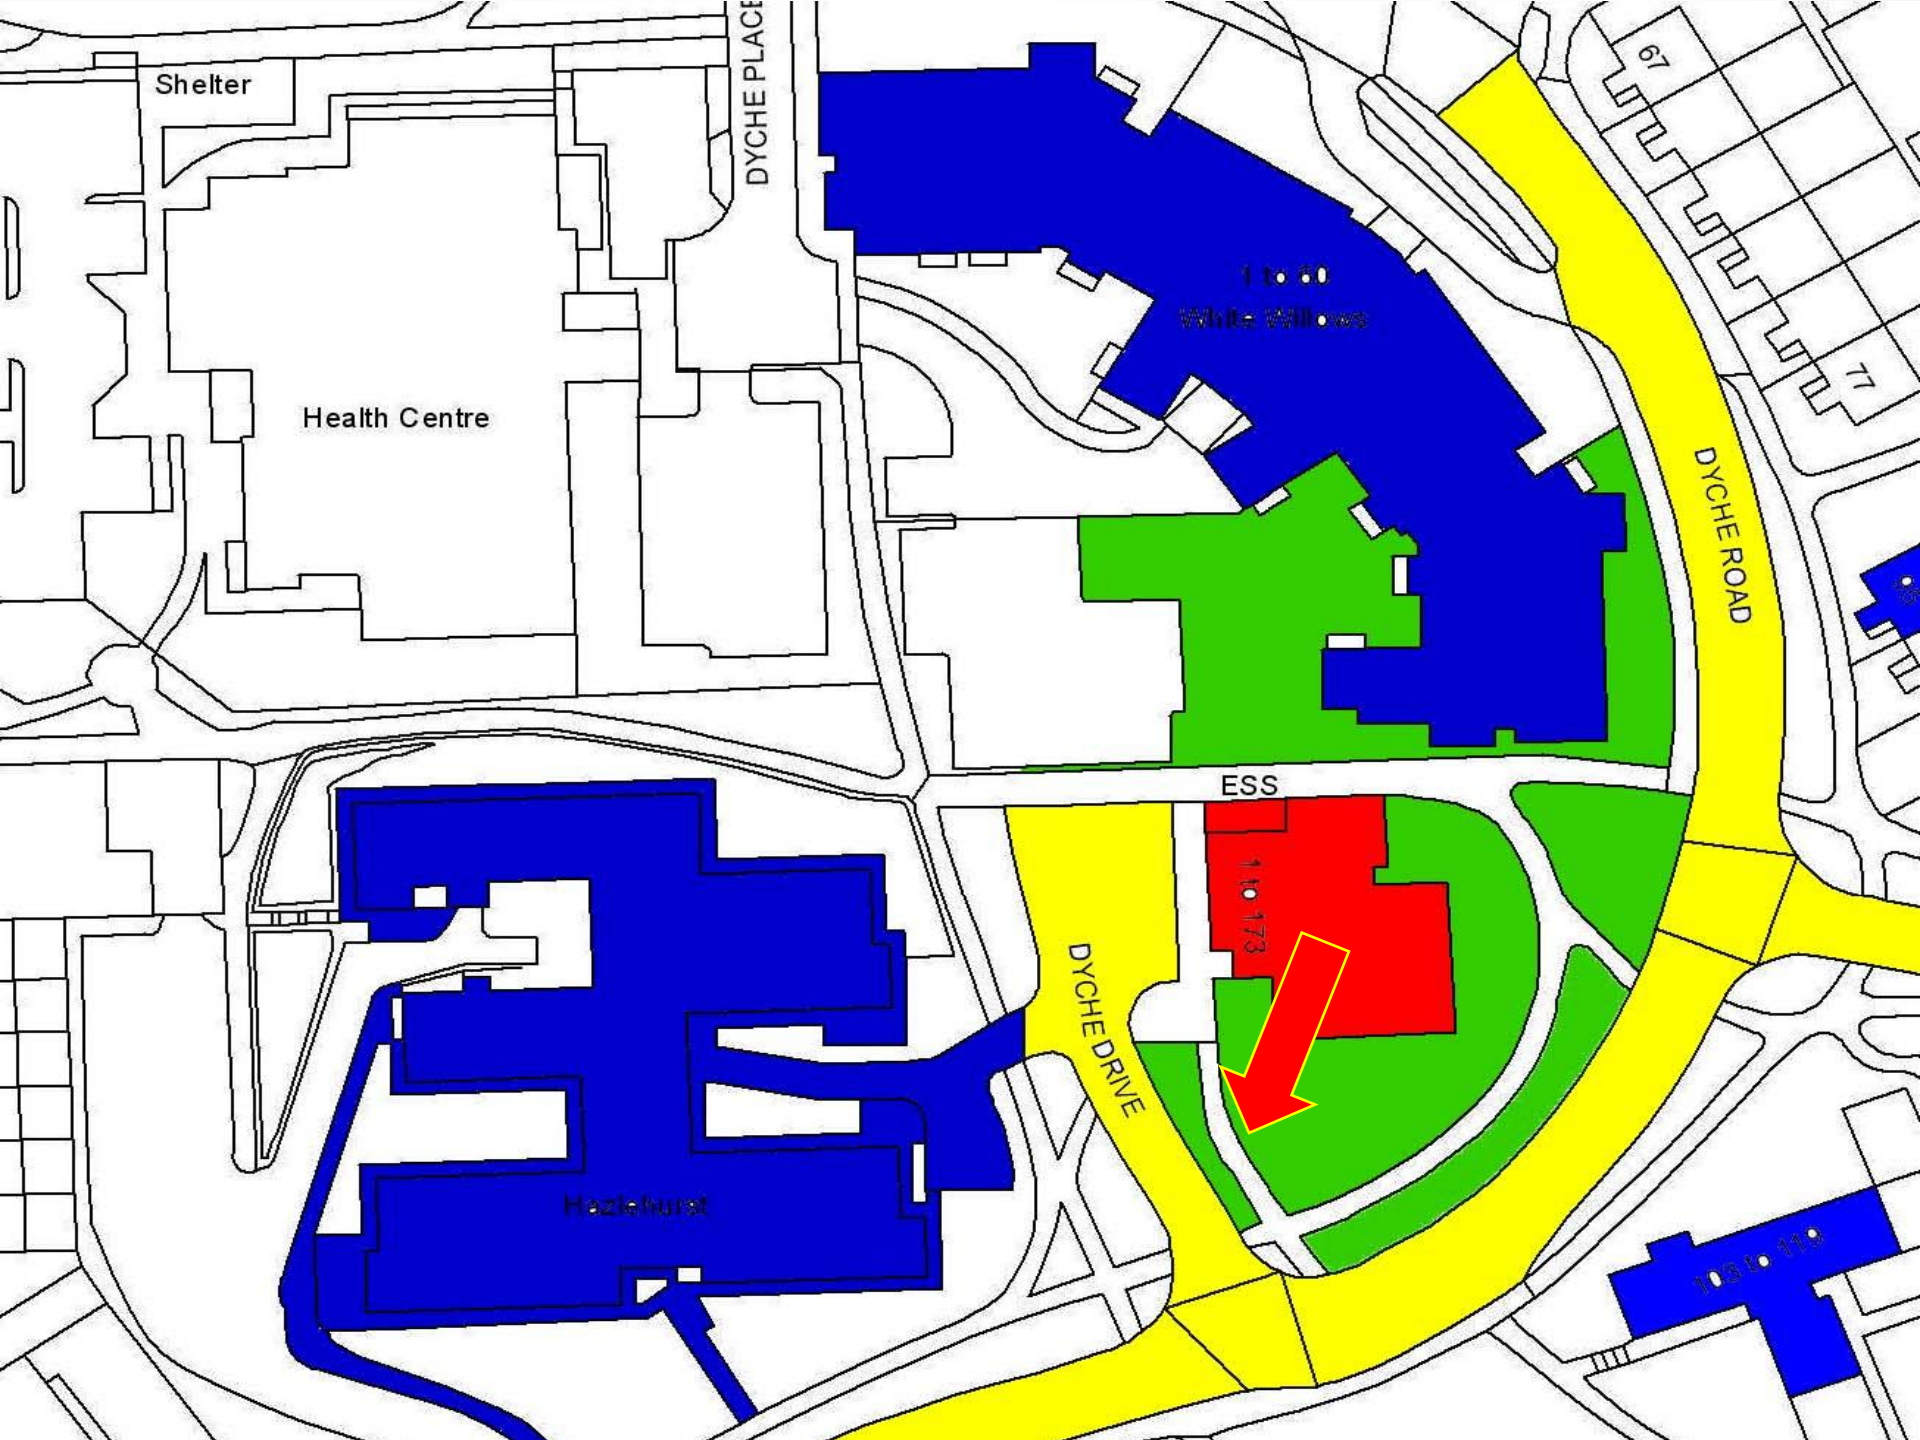 DYCHE PLACE
67
Shelter
1 to 60
White Willows
77
Health Centre
DYCHE ROAD
ESS
1 to 173
DYCHE DRIVE
Hazlehurst
103 to 119